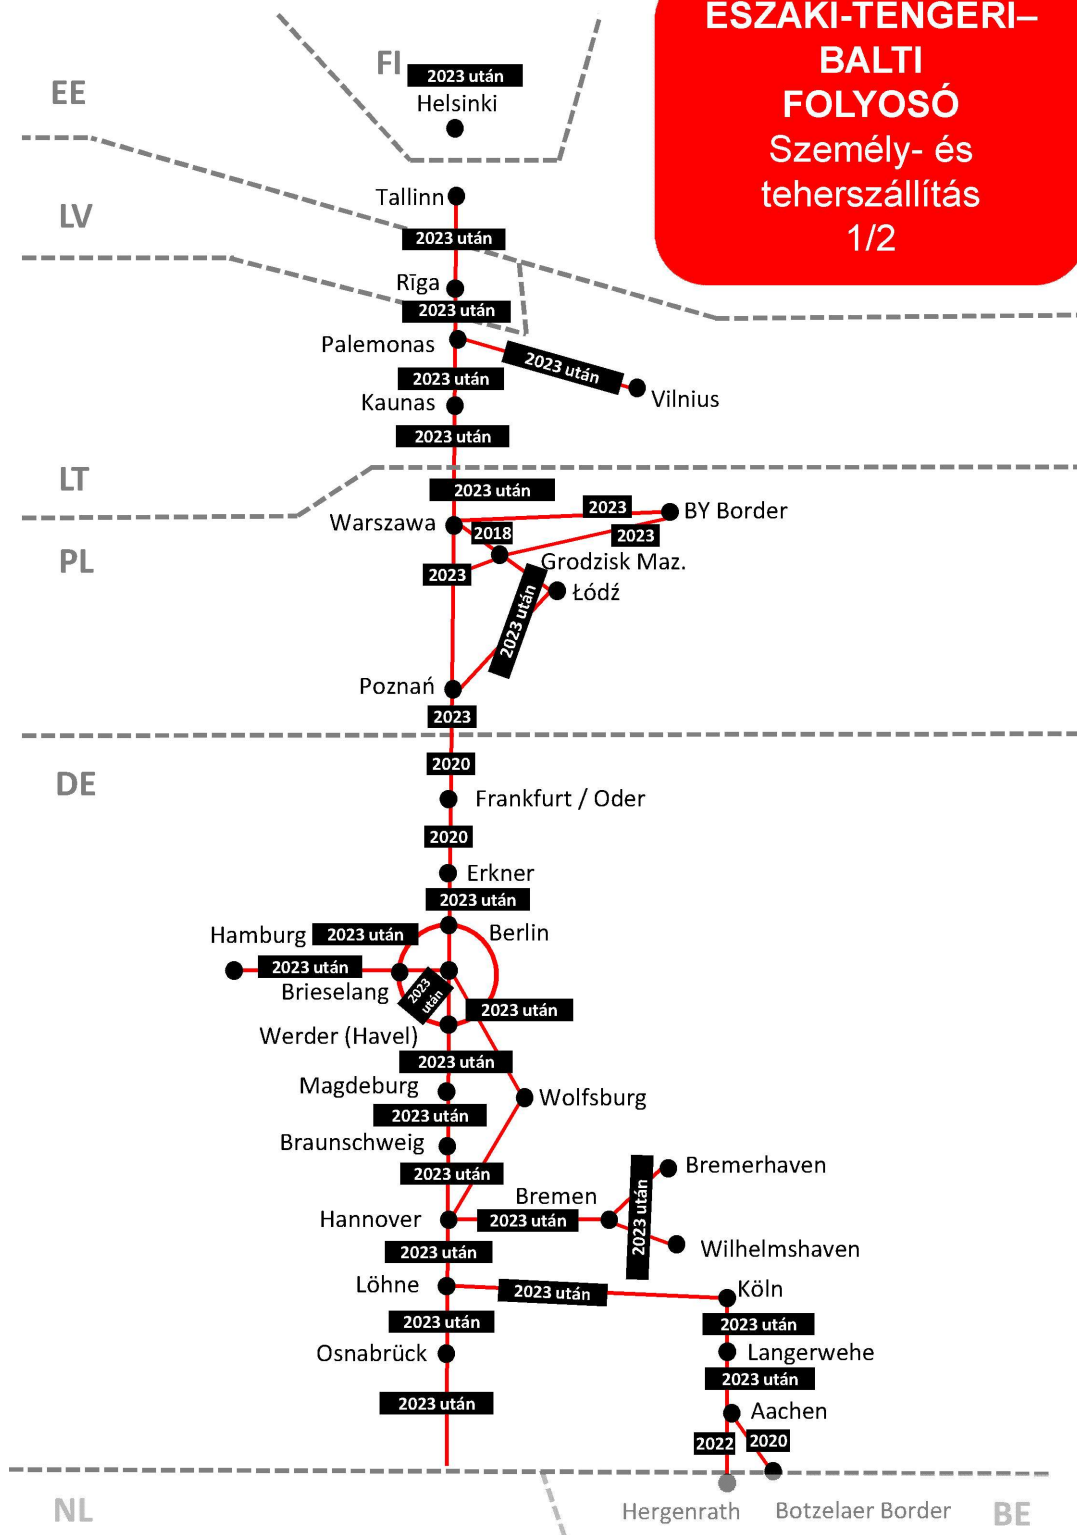 ÉSZAKI-TENGERI–
BALTI
FOLYOSÓ
Személy- és
teherszállítás
1/2
FI
2023 után
Helsinki
EE
Tallinn
LV
2023 után
Rīga
2023 után
Palemonas
2023 után
Vilnius
2023 után
Kaunas
2023 után
LT
2023 után
2023
BY Border
Warszawa
2018
2023
PL
Grodzisk Maz.
2023
Łódź
2023 után
Poznań
2023
2020
DE
Frankfurt / Oder
2020
Erkner
2023 után
Hamburg
2023 után
Berlin
2023 után
Brieselang
2023
után
2023 után
Werder (Havel)
2023 után
Magdeburg
Wolfsburg
2023 után
Braunschweig
2023 után
Bremerhaven
Bremen
2023 után
Hannover
2023 után
2023 után
Wilhelmshaven
Löhne
2023 után
Köln
2023 után
2023 után
Osnabrück
Langerwehe
2023 után
2023 után
Aachen
2022
2020
NL
Hergenrath
Botzelaer Border
BE